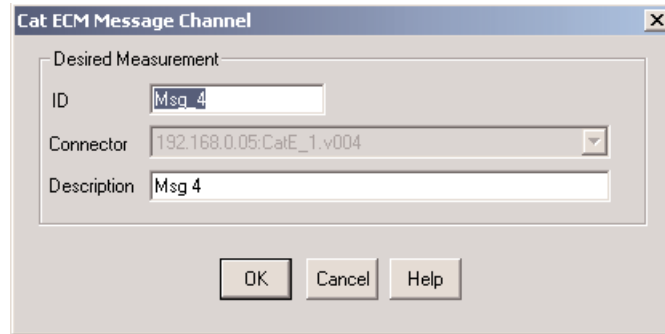 Cat ECM Message Channel
Desired Measurement
ID Msg_4
Connector 192.168.0.05:CatE_1.v004
Description Msg 4
OK Cancel Help